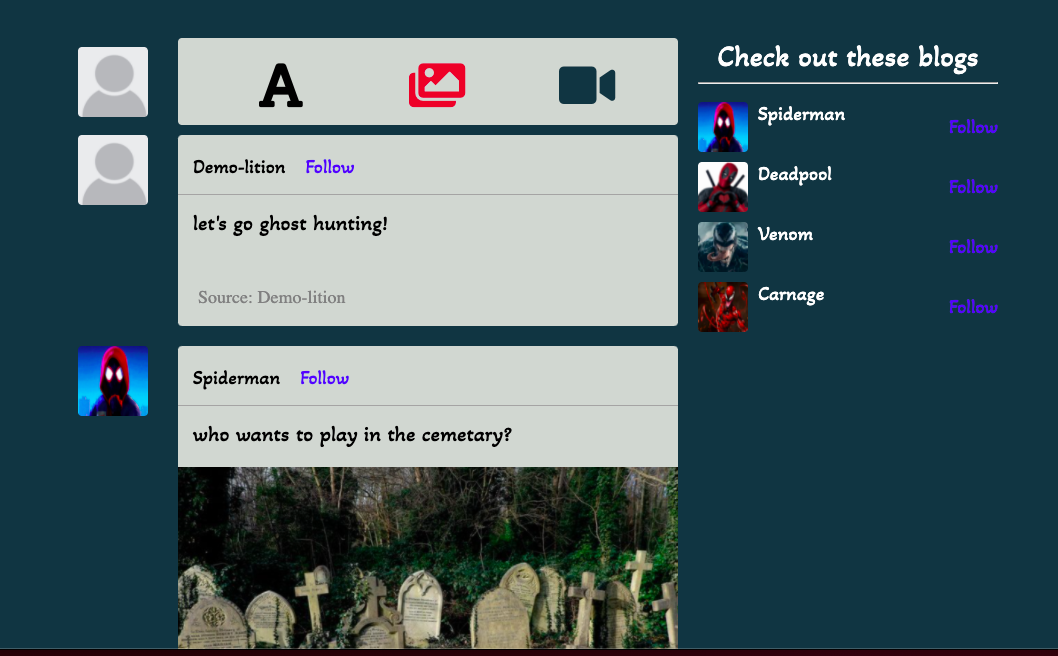 A
Demo-lition Follow
let's go ghost hunting!
Source: Demo-lition
Spiderman Follow
who wants to play in the cemetary?
Check out these blogs
Spiderman Follow
Deadpool Follow
Venom Follow
Carnage Follow